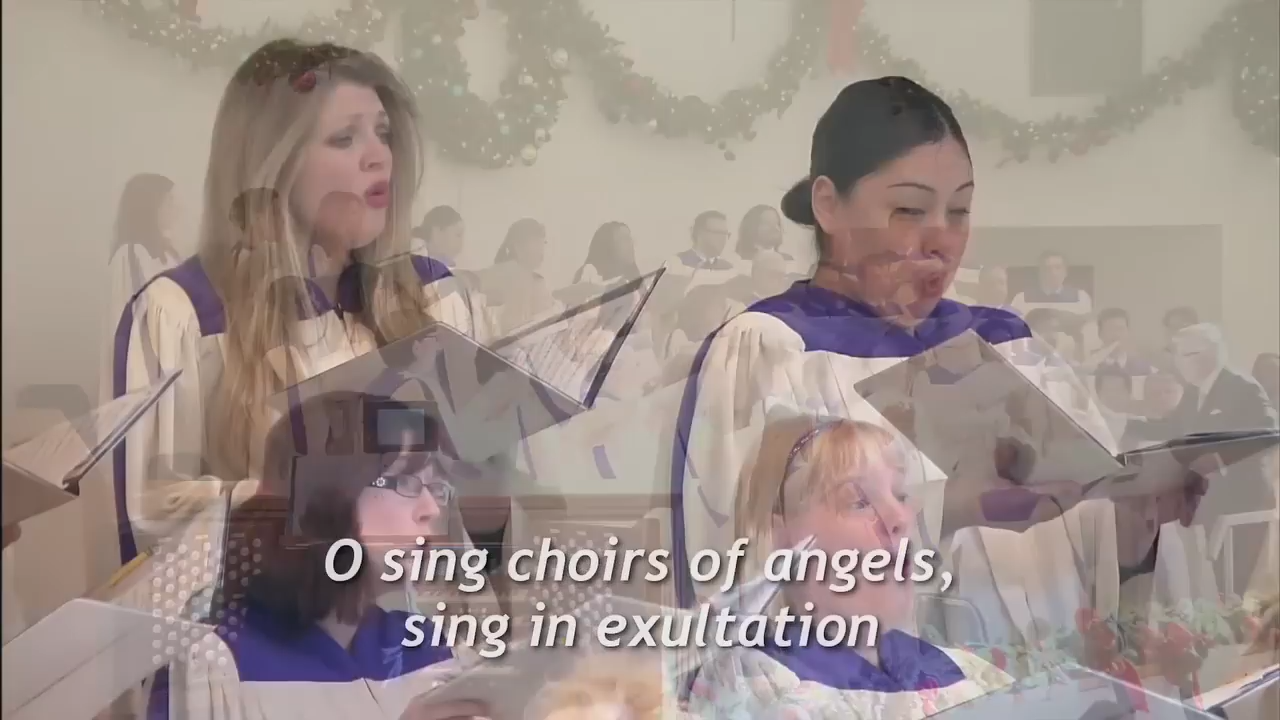 O sing choirs of angels,
sing in exultation